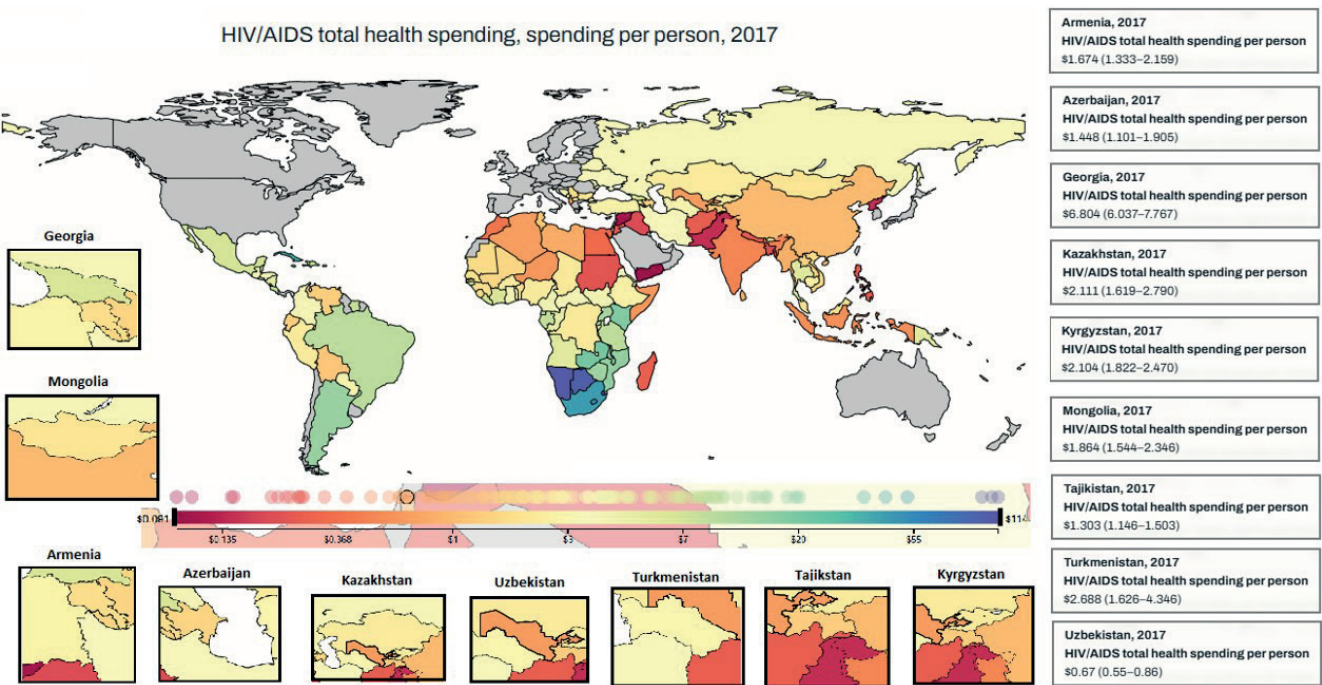 HIV/AIDS total health spending, spending per person, 2017
Georgia
Mongolia
$0.135
$0.368
$1
$3
$7
$20
$55
Armenia
Azerbaijan
Kazakhstan
Uzbekistan
Turkmenistan
Tajikstan
Kyrgyzstan
Armenia, 2017
HIV/AIDS total health spending per person
$1.674 (1.333–2.159)
Azerbaijan, 2017
HIV/AIDS total health spending per person
$1.448 (1.101–1.905)
Georgia, 2017
HIV/AIDS total health spending per person
$6.804 (6.037–7.767)
Kazakhstan, 2017
HIV/AIDS total health spending per person
$2.111 (1.619–2.790)
Kyrgyzstan, 2017
HIV/AIDS total health spending per person
$2.104 (1.822–2.470)
Mongolia, 2017
HIV/AIDS total health spending per person
$1.864 (1.544–2.346)
Tajikistan, 2017
HIV/AIDS total health spending per person
$1.303 (1.146–1.503)
Turkmenistan, 2017
HIV/AIDS total health spending per person
$2.688 (1.626–4.346)
Uzbekistan, 2017
HIV/AIDS total health spending per person
$0.67 (0.55–0.86)